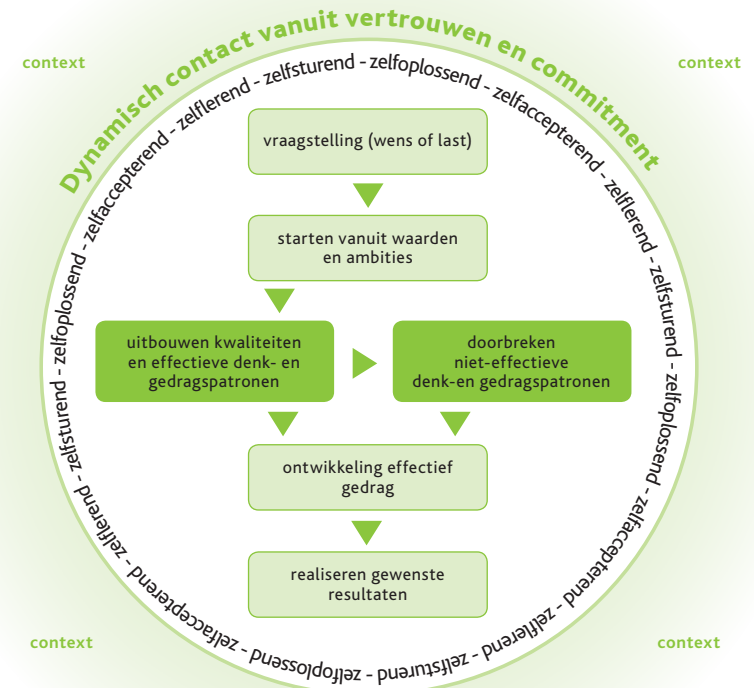 Dynamisch contact vanuit vertrouwen en commitment
context
context
zelfsturend - zelfoplossend - zelfaccepterend - zelflerend - zelfsturend - zelfoplossend - zelfaccepterend - zelflerend - zelfsturend - zelfoplossend - zelfaccepterend - zelflerend - zelfsturend - zelfoplossend - zelfaccepterend - zelflerend -
vraagstelling (wens of last)
starten vanuit waarden
en ambities
uitbouwen kwaliteiten
en effectieve denk- en
gedragspatronen
doorbreken
niet-effectieve
denk-en gedragspatronen
ontwikkeling effectief
gedrag
realiseren gewenste
resultaten
context
context